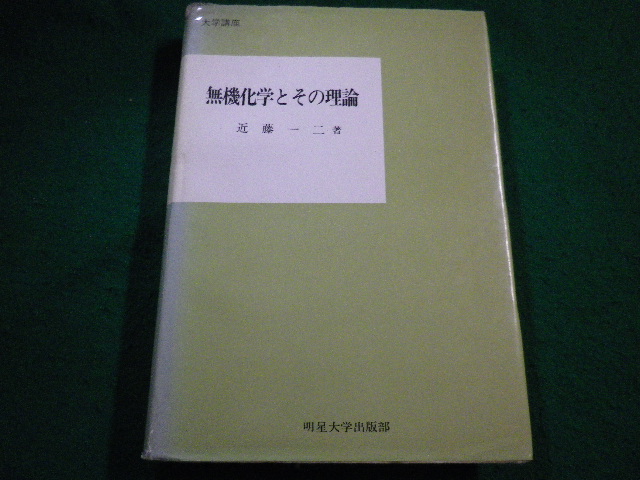 大学講座
無機化学とその理論
近藤一二著
明星大学出版部